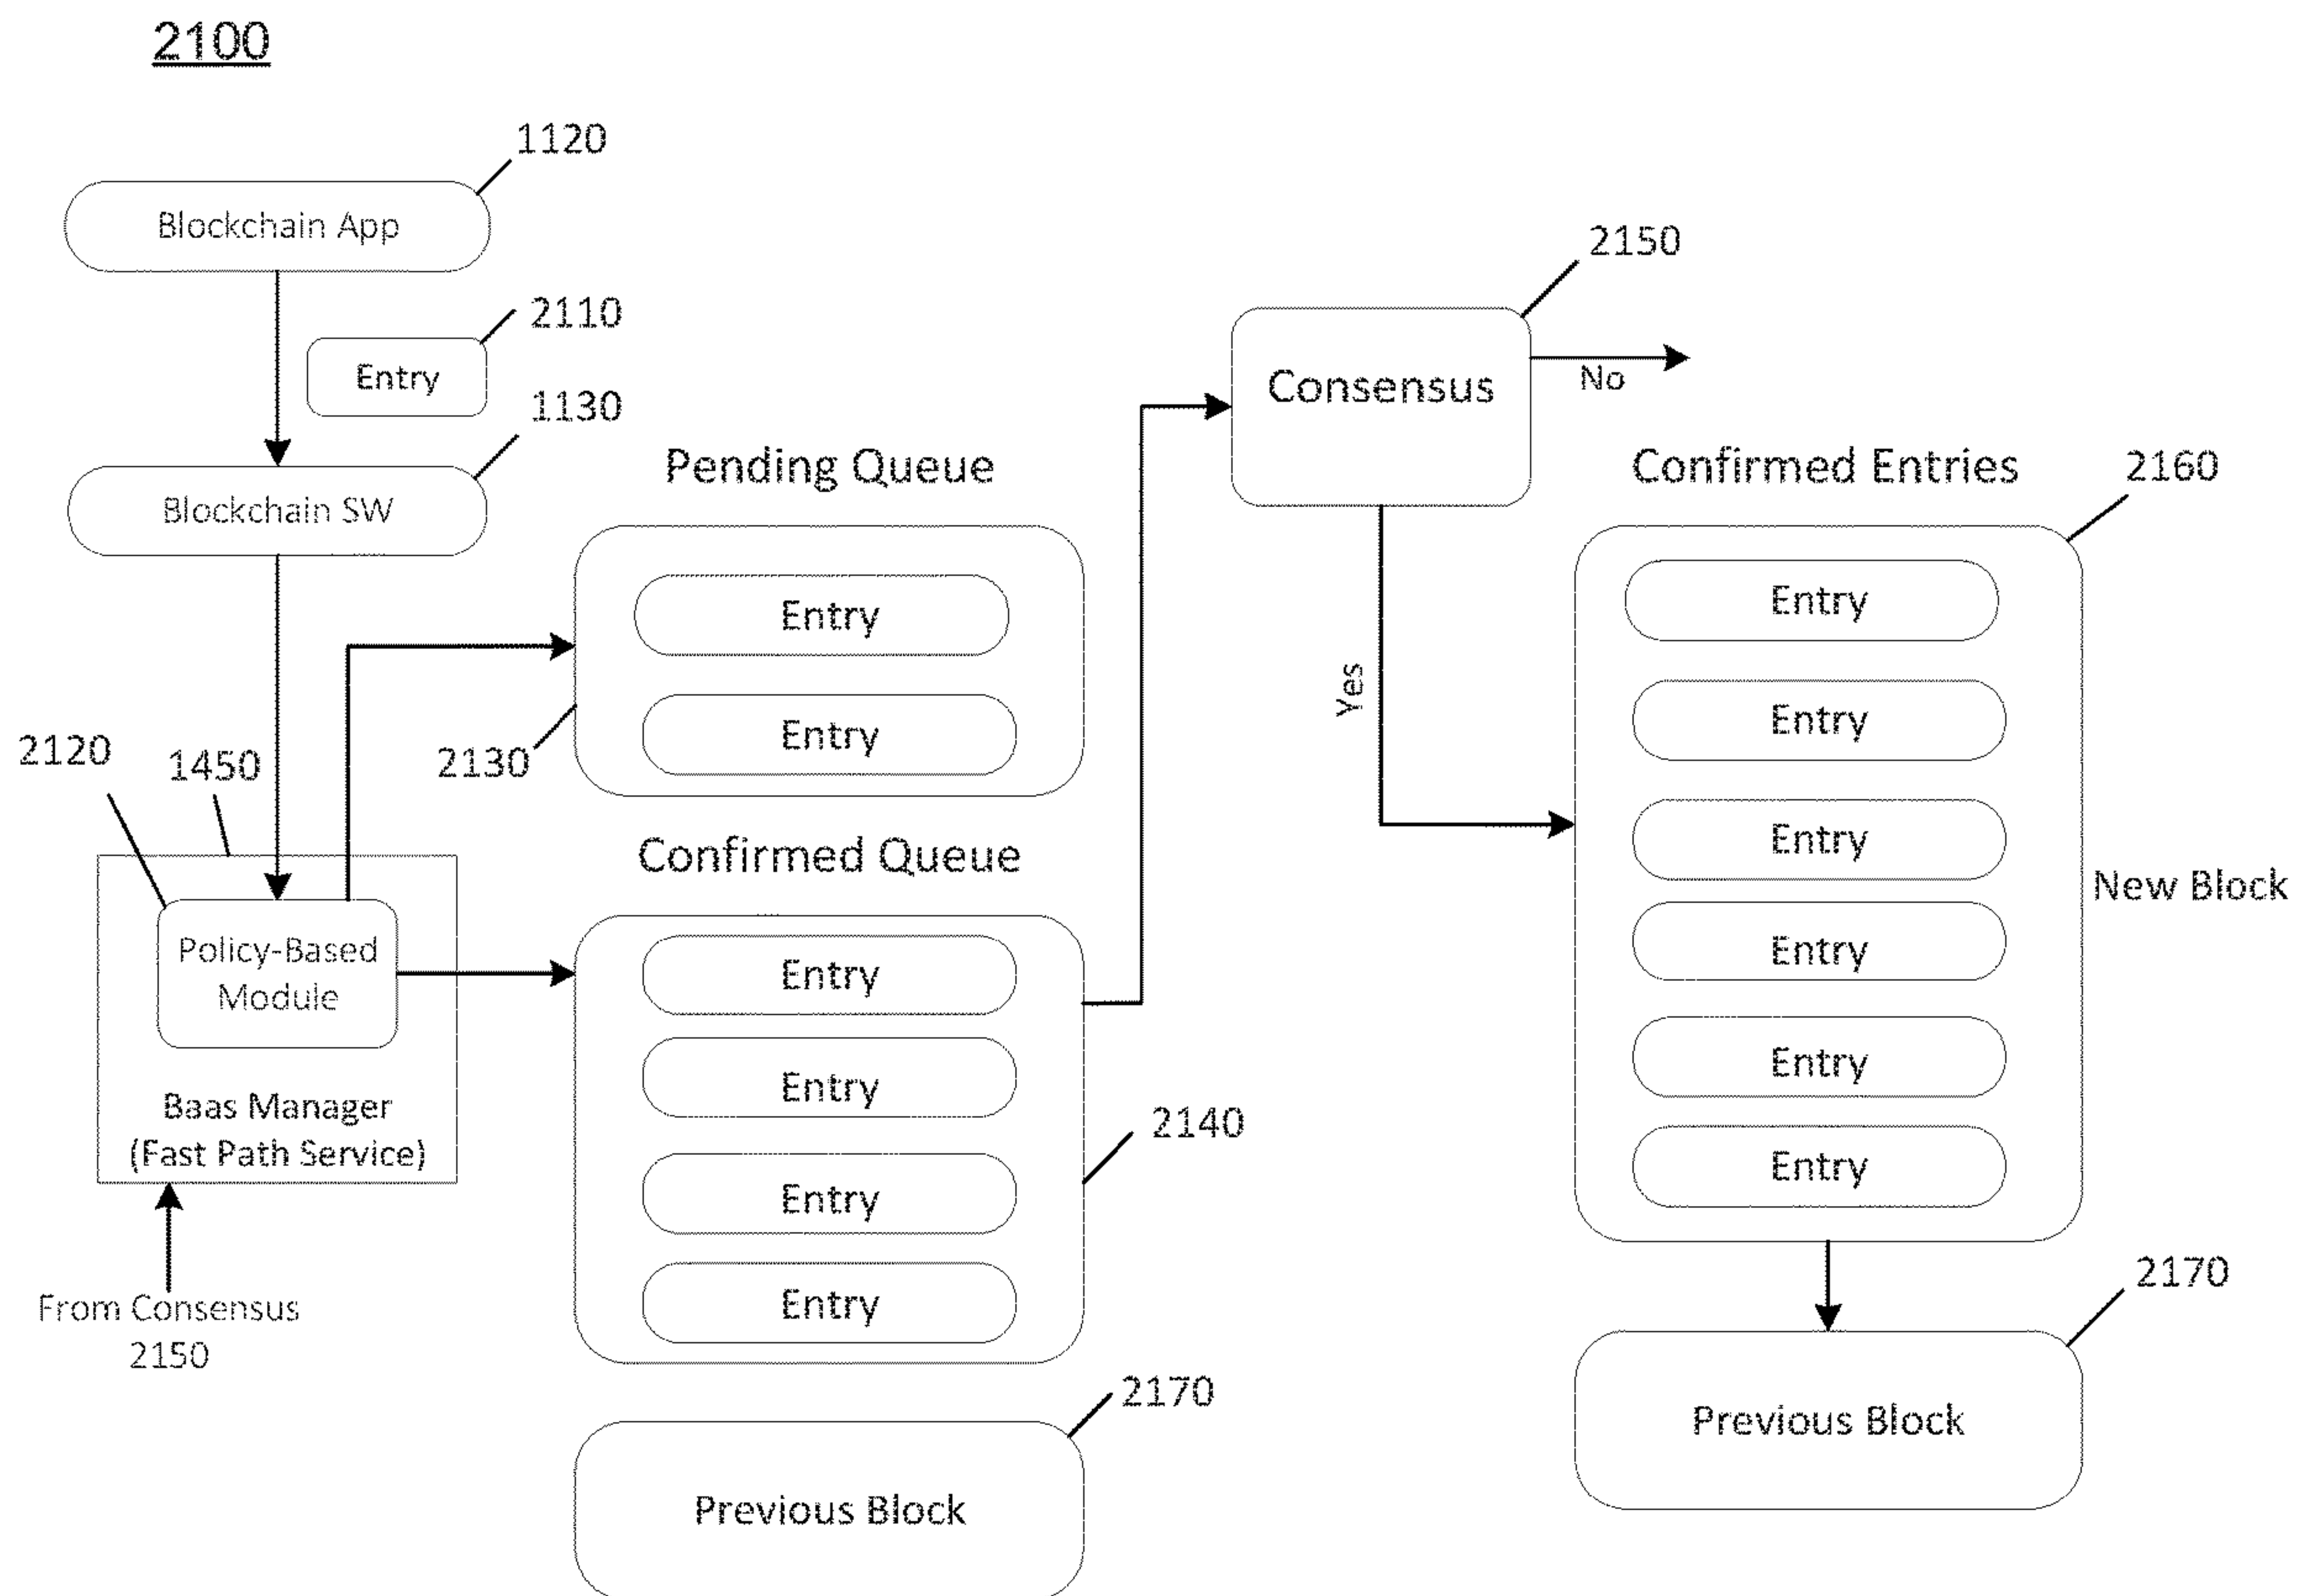 2100
1120
Blockchain App
2110
Entry
1130
Blockchain SW
2120
1450
Policy-Based
Module
Baas Manager
(Fast Path Service)
From Consensus
2150
Pending Queue
Entry
Entry
2130
Confirmed Queue
Entry
Entry
Entry
Entry
2140
2170
Previous Block
2150
Consensus
No
Yes
Confirmed Entries
2160
Entry
Entry
Entry
Entry
Entry
Entry
New Block
2170
Previous Block